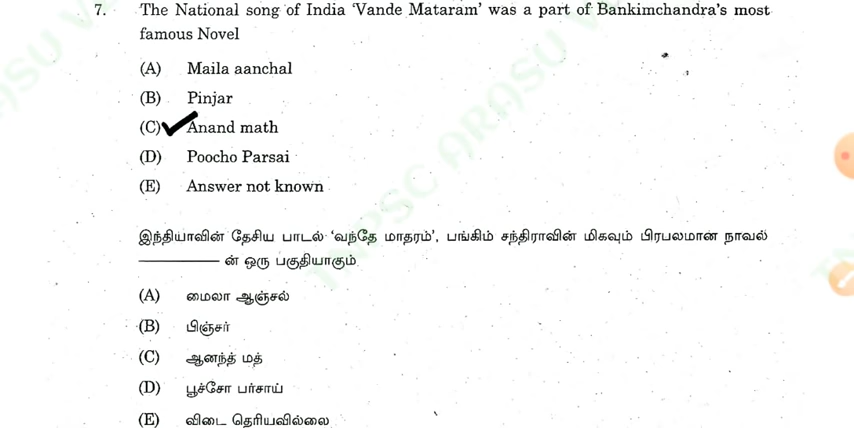 7. The National song of India ‘Vande Mataram’ was a part of Bankimchandra’s most
famous Novel
(A) Maila aanchal
(B) Pinjar
(C) Anand math
(D) Poocho Parsai
(E) Answer not known
இந்தியாவின் தேசிய பாடல் ‘வந்தே மாதரம்’, பங்கிம் சந்திராவின் மிகவும் பிரபலமான நாவல்
———— ன் ஒரு பகுதியாகும்
(A) மைலா ஆஞ்சல்
(B) பிஞ்சர்
(C) ஆனந்த் மத்
(D) பூச்சோ பர்சாய்
(E) விடை தெரியவில்லை
TNPSC ARASU